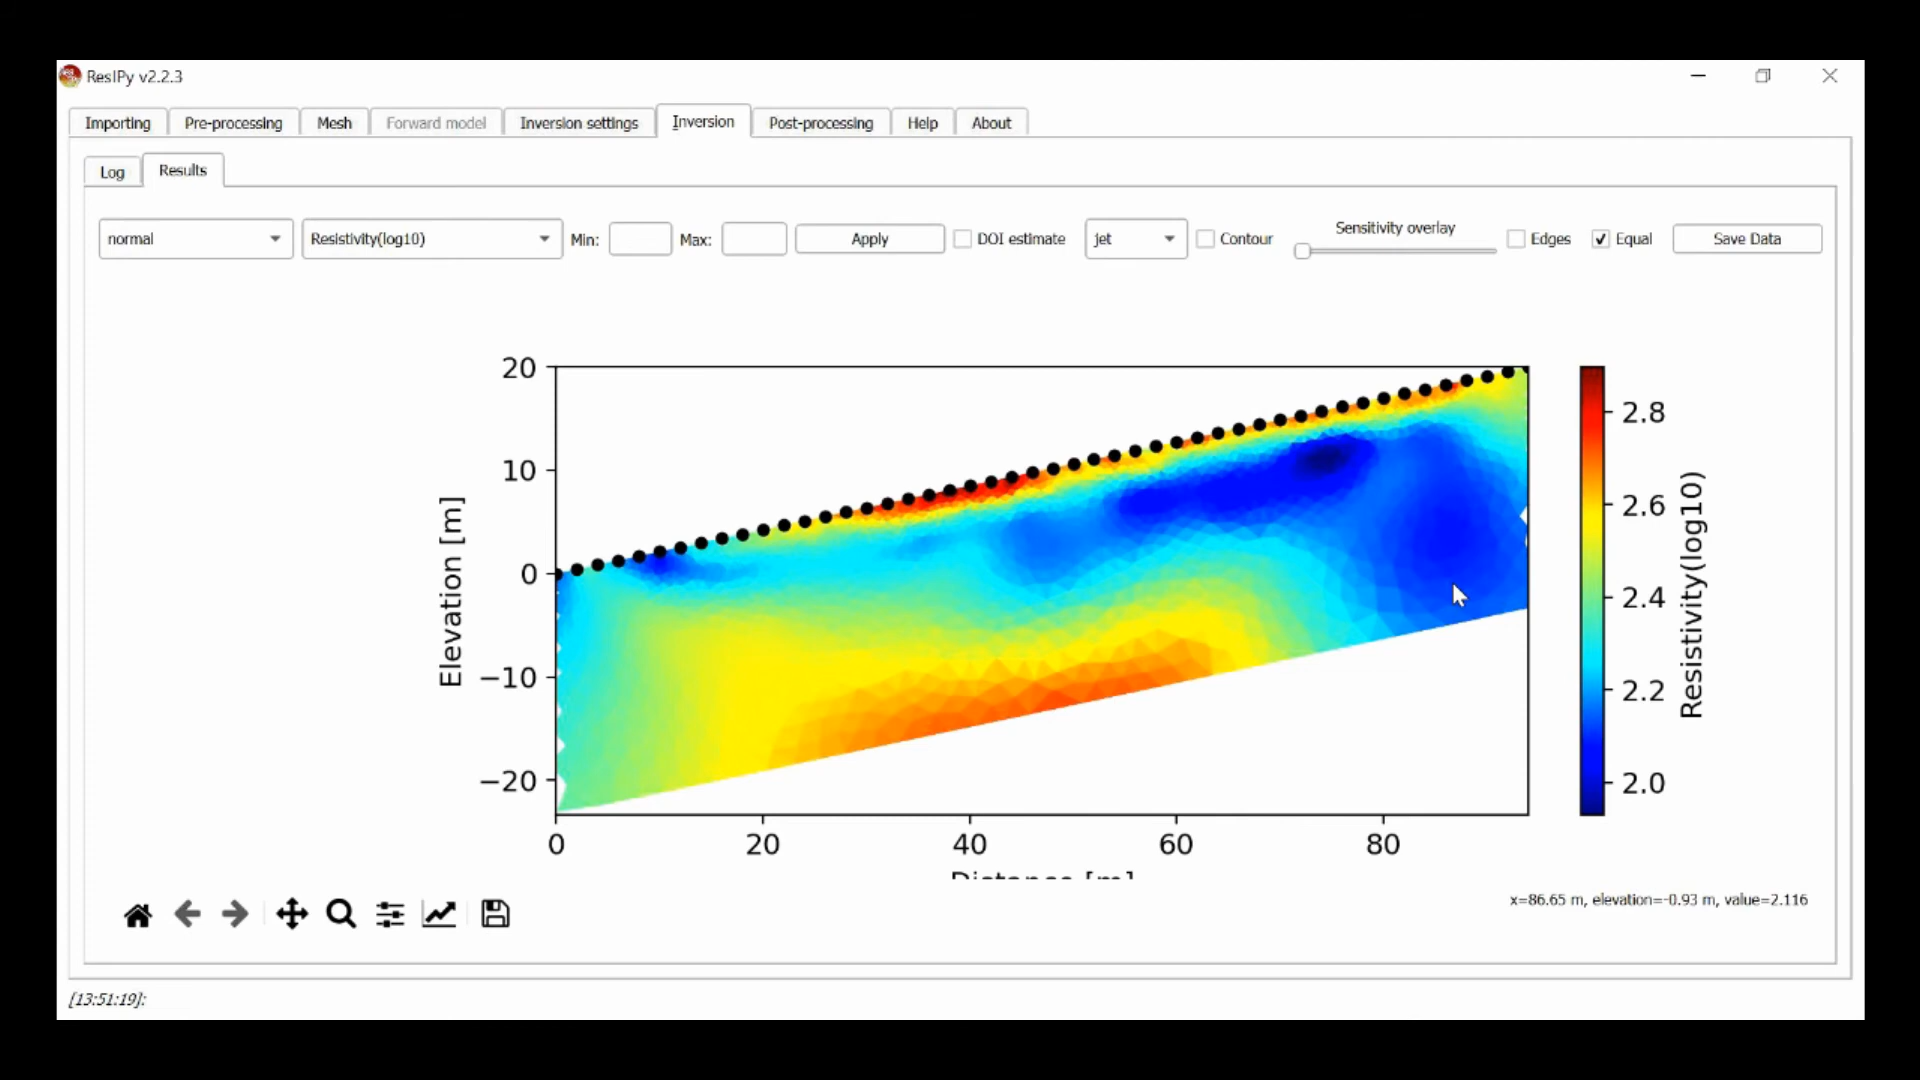 ResIPy v2.2.3
Importing Pre-processing Mesh Forward model Inversion settings Inversion Post-processing Help About
Log Results
normal Resistivity(log10) Min: Max: Apply DOI estimate jet Contour Sensitivity overlay Edges Equal Save Data
20
10
0
−10
−20
Elevation [m]
0 20 40 60 80
Distance [m]
2.8
2.6
2.4
2.2
2.0
Resistivity(log10)
x=86.65 m, elevation=-0.93 m, value=2.116
[13:51:19]: